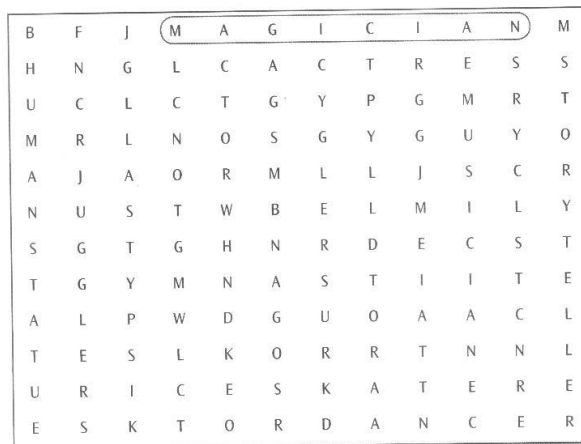 B F J M A G I C I A N M
H N G L C A C T R E S S
U C L C T G Y P G M R T
M R L N O S G Y G U Y O
A J A O R M L L J S C R
N U S T W B E L M I L Y
S G T G H N R D E C S T
T G Y M N A S T I I T E
A L P W D G U O A A C L
T E S L K O R R T N N L
U R I C E S K A T E R E
E S K T O R D A N C E R